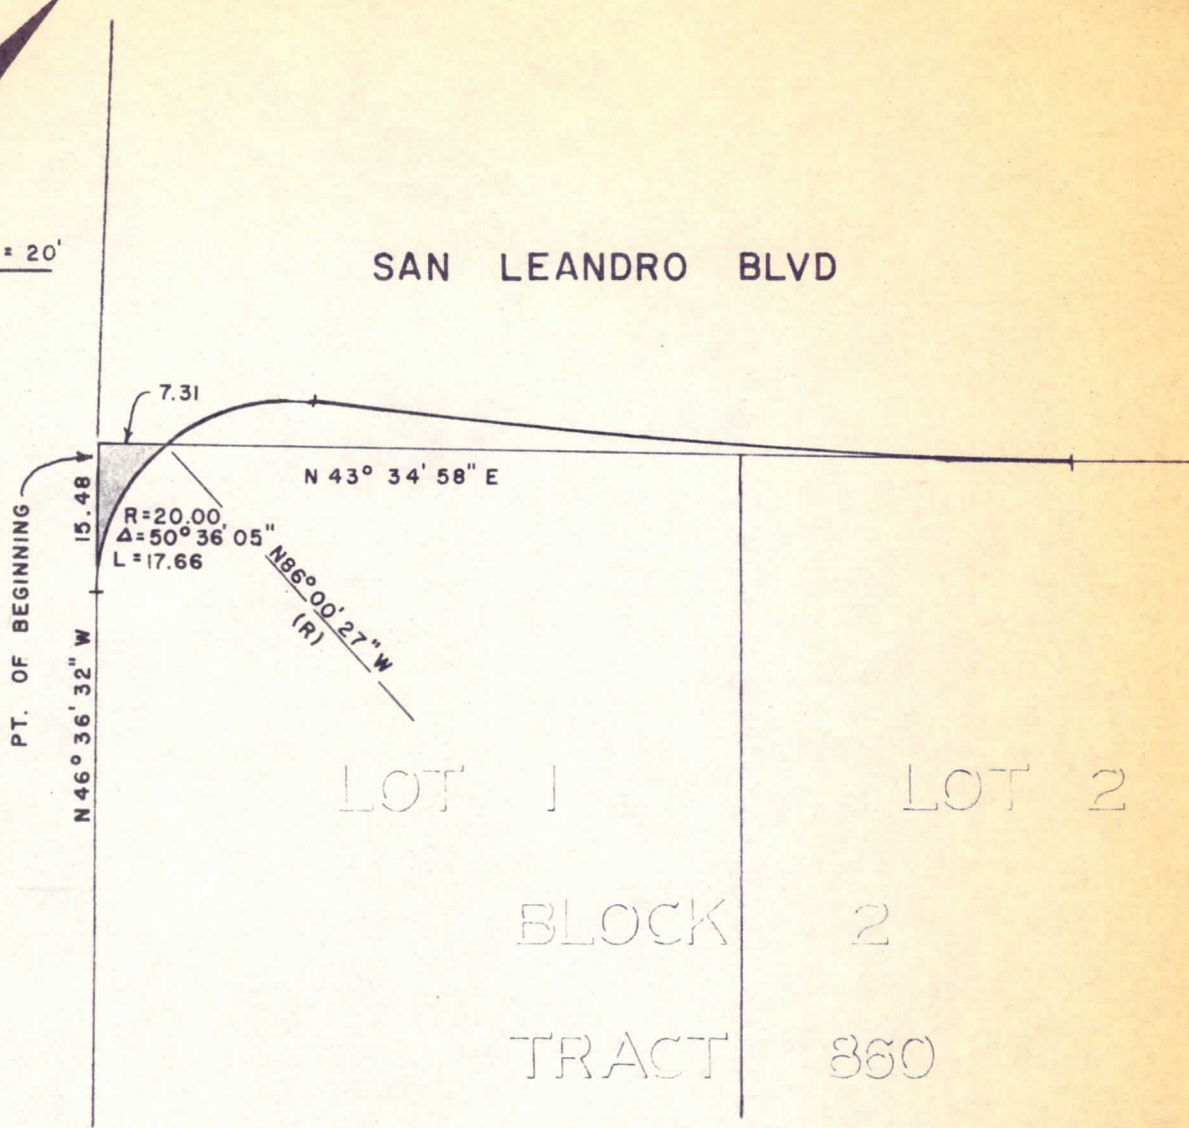 = 20'
SAN LEANDRO BLVD
7.31
N 43° 34' 58" E
15.48
R=20.00
Δ=50° 36' 05"
L=17.66
N86°00'27"W
(R)
PT. OF BEGINNING
N 46° 36' 32" W
LOT 1
LOT 2
BLOCK 2
TRACT 860